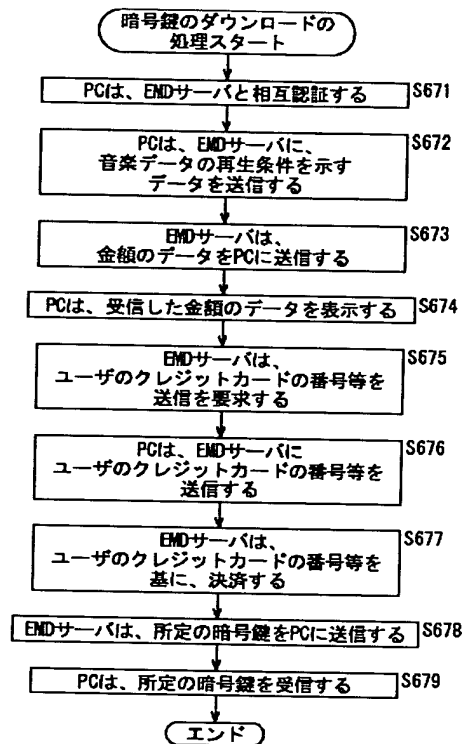 暗号鍵のダウンロードの
処理スタート
PCは、EMDサーバと相互認証する S671
PCは、EMDサーバに、 S672
音楽データの再生条件を示す
データを送信する
EMDサーバは、 S673
金額のデータをPCに送信する
PCは、受信した金額のデータを表示する S674
EMDサーバは、 S675
ユーザのクレジットカードの番号等を
送信を要求する
PCは、EMDサーバに S676
ユーザのクレジットカードの番号等を
送信する
EMDサーバは、 S677
ユーザのクレジットカードの番号等を
基に、決済する
EMDサーバは、所定の暗号鍵をPCに送信する S678
PCは、所定の暗号鍵を受信する S679
エンド